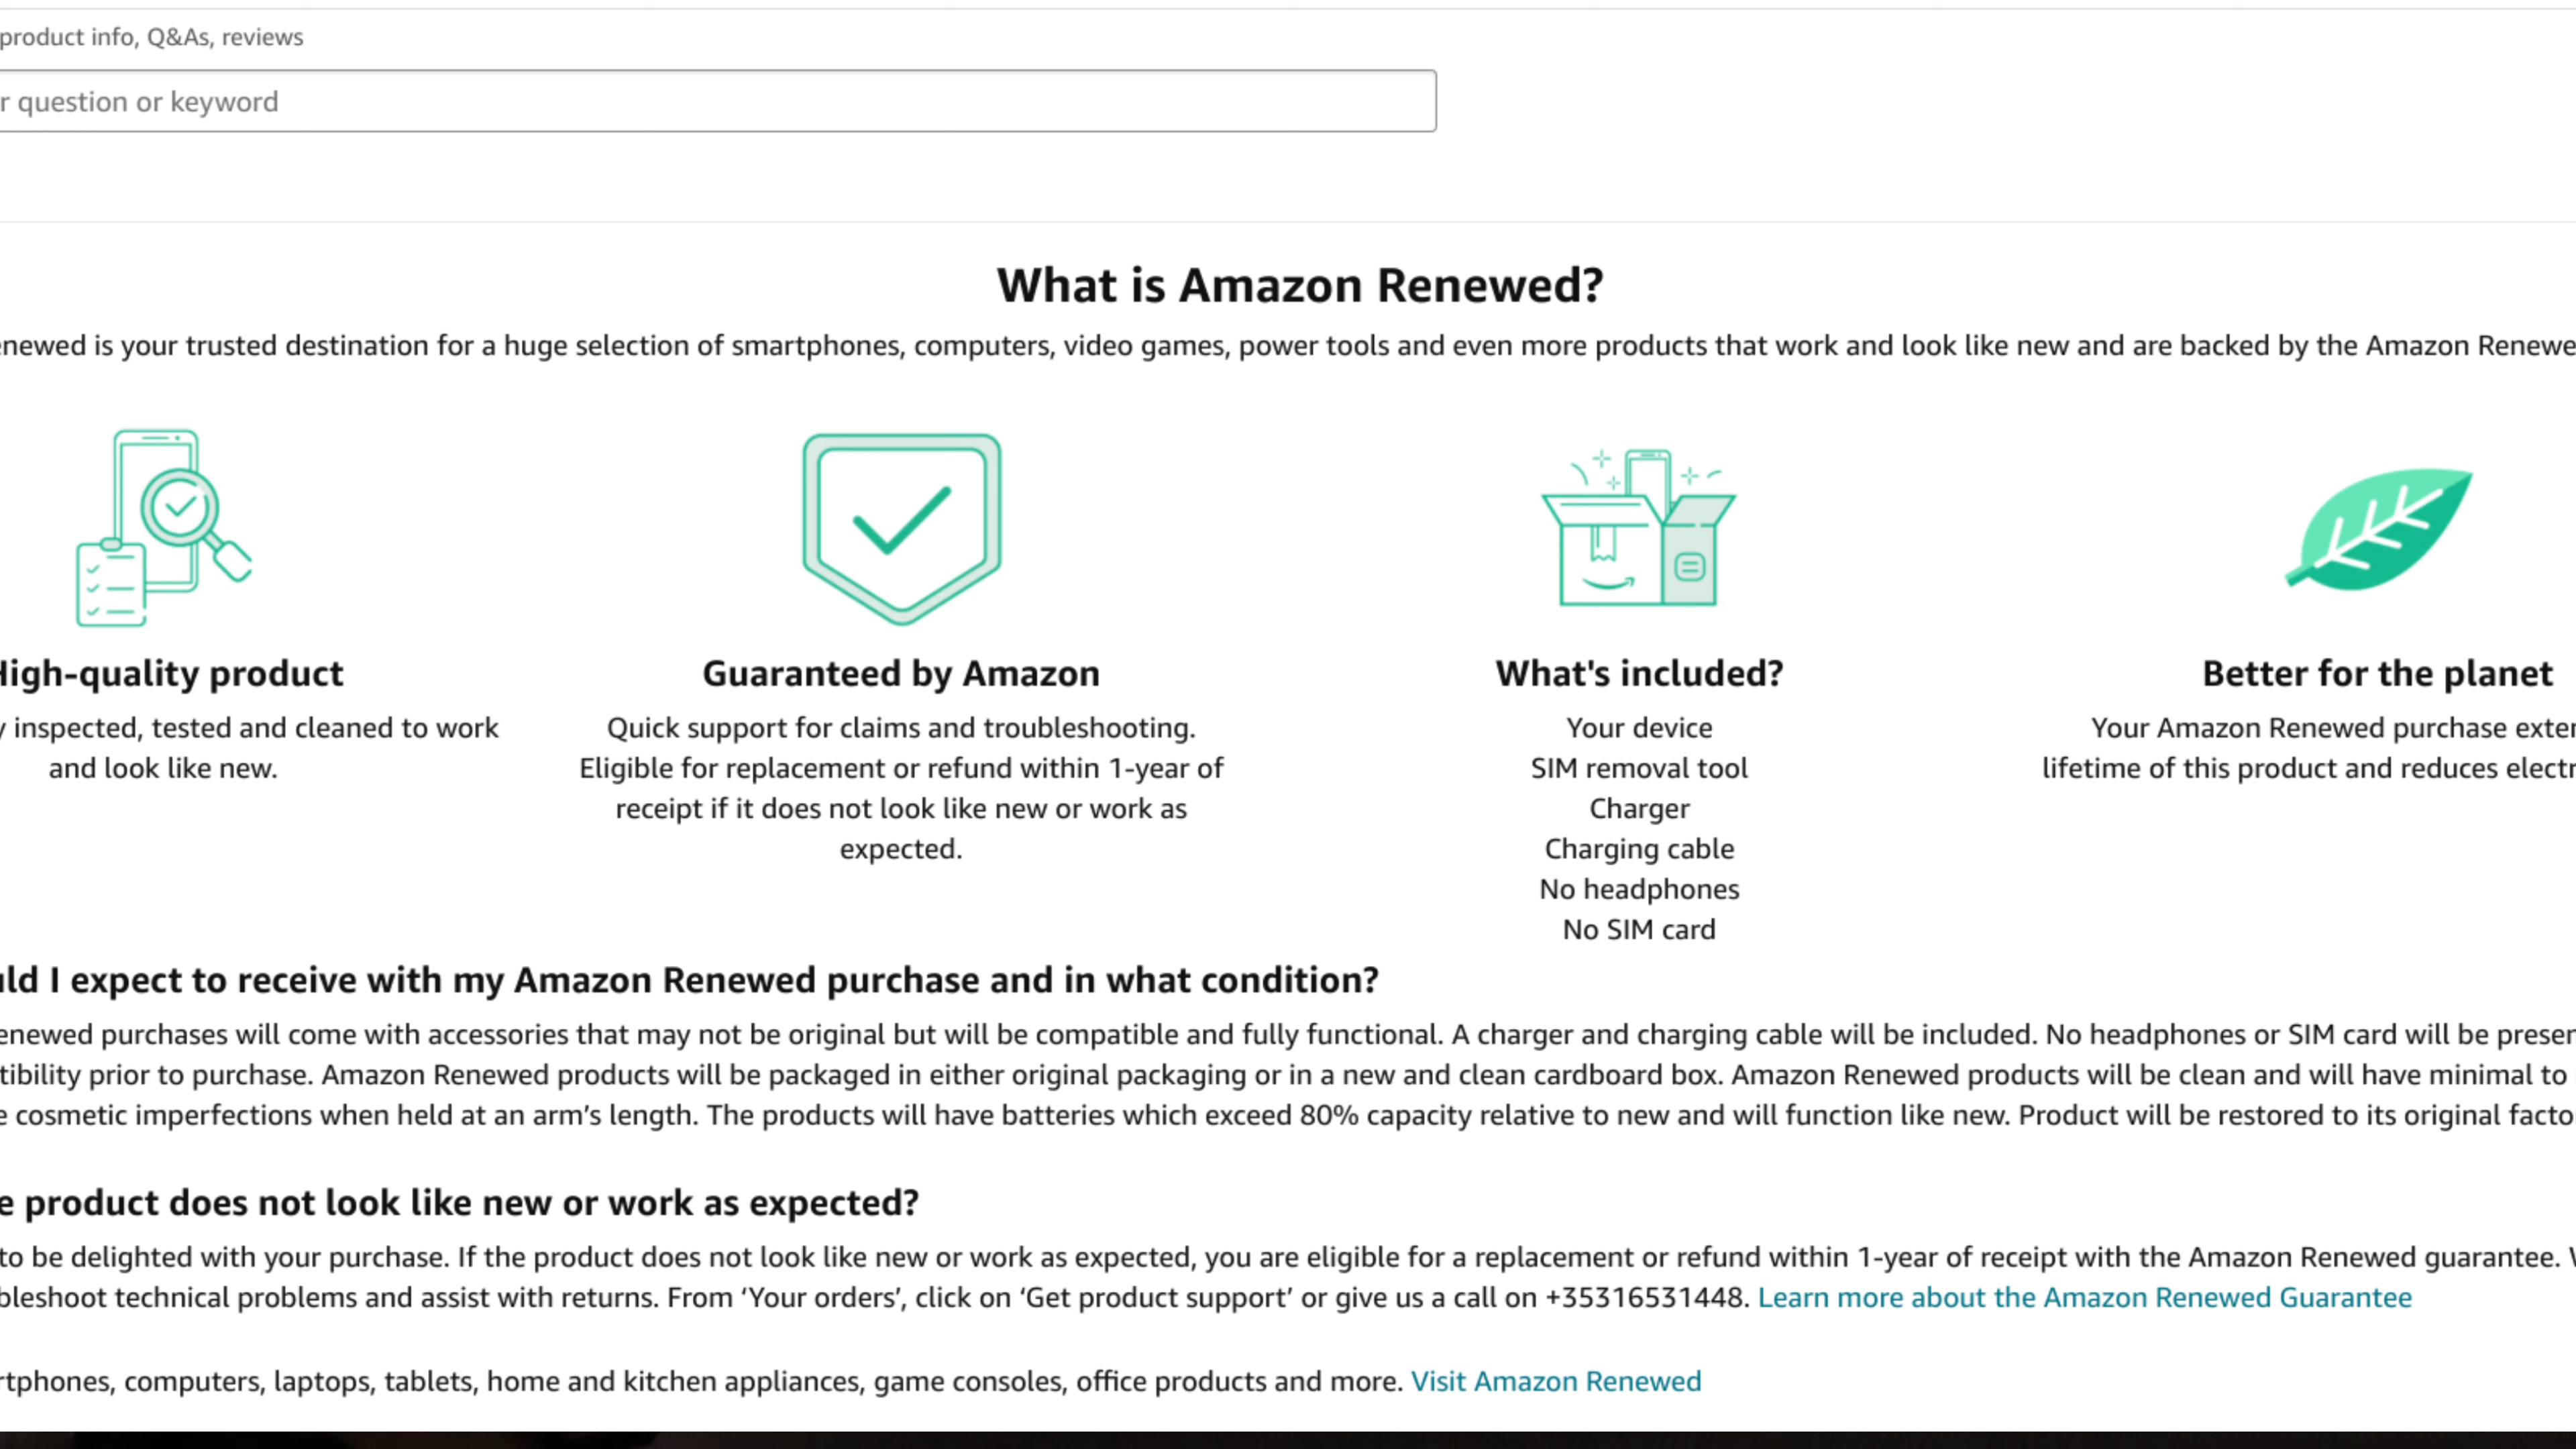 product info, Q&As, reviews
r question or keyword
What is Amazon Renewed?
enewed is your trusted destination for a huge selection of smartphones, computers, video games, power tools and even more products that work and look like new and are backed by the Amazon Renewe
High-quality product
y inspected, tested and cleaned to work
and look like new.
Guaranteed by Amazon
Quick support for claims and troubleshooting.
Eligible for replacement or refund within 1-year of
receipt if it does not look like new or work as
expected.
What's included?
Your device
SIM removal tool
Charger
Charging cable
No headphones
No SIM card
Better for the planet
Your Amazon Renewed purchase exten
lifetime of this product and reduces electr
uld I expect to receive with my Amazon Renewed purchase and in what condition?
enewed purchases will come with accessories that may not be original but will be compatible and fully functional. A charger and charging cable will be included. No headphones or SIM card will be presen
tibility prior to purchase. Amazon Renewed products will be packaged in either original packaging or in a new and clean cardboard box. Amazon Renewed products will be clean and will have minimal to
e cosmetic imperfections when held at an arm’s length. The products will have batteries which exceed 80% capacity relative to new and will function like new. Product will be restored to its original facto
e product does not look like new or work as expected?
to be delighted with your purchase. If the product does not look like new or work as expected, you are eligible for a replacement or refund within 1-year of receipt with the Amazon Renewed guarantee. W
bleshoot technical problems and assist with returns. From ‘Your orders’, click on ‘Get product support’ or give us a call on +35316531448. Learn more about the Amazon Renewed Guarantee
rtphones, computers, laptops, tablets, home and kitchen appliances, game consoles, office products and more. Visit Amazon Renewed